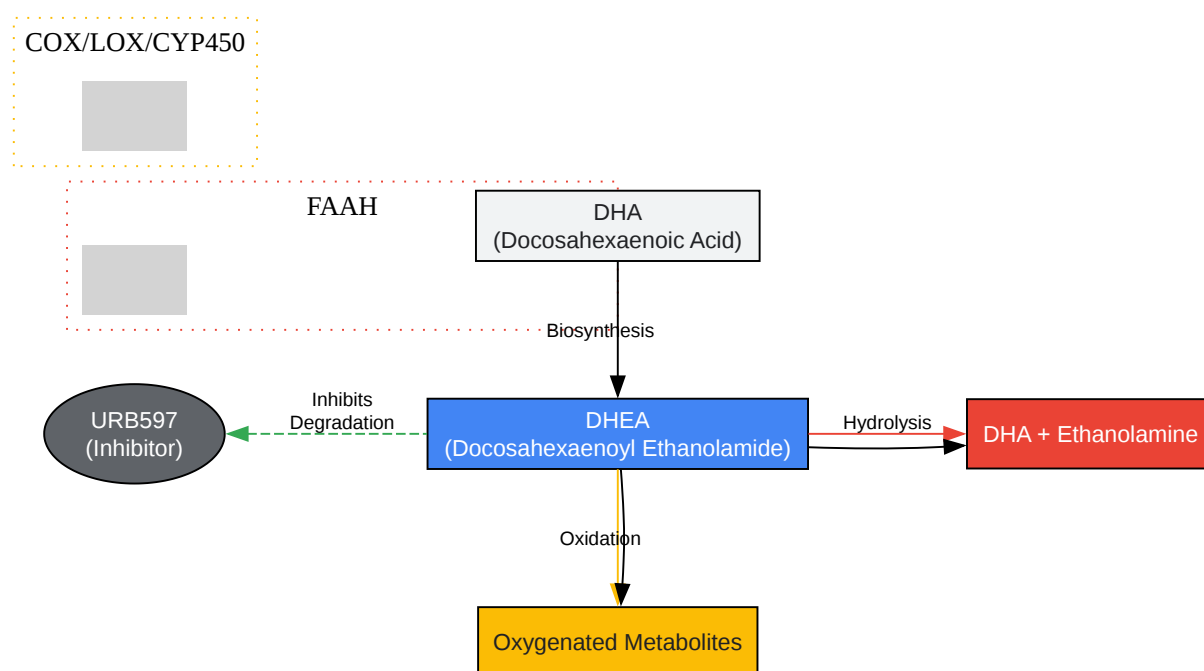 COX/LOX/CYP450
FAAH
DHA
(Docosahexaenoic Acid)
Biosynthesis
URB597
(Inhibitor)
Inhibits
Degradation
DHEA
(Docosahexaenoyl Ethanolamide)
Hydrolysis
DHA + Ethanolamine
Oxidation
Oxygenated Metabolites